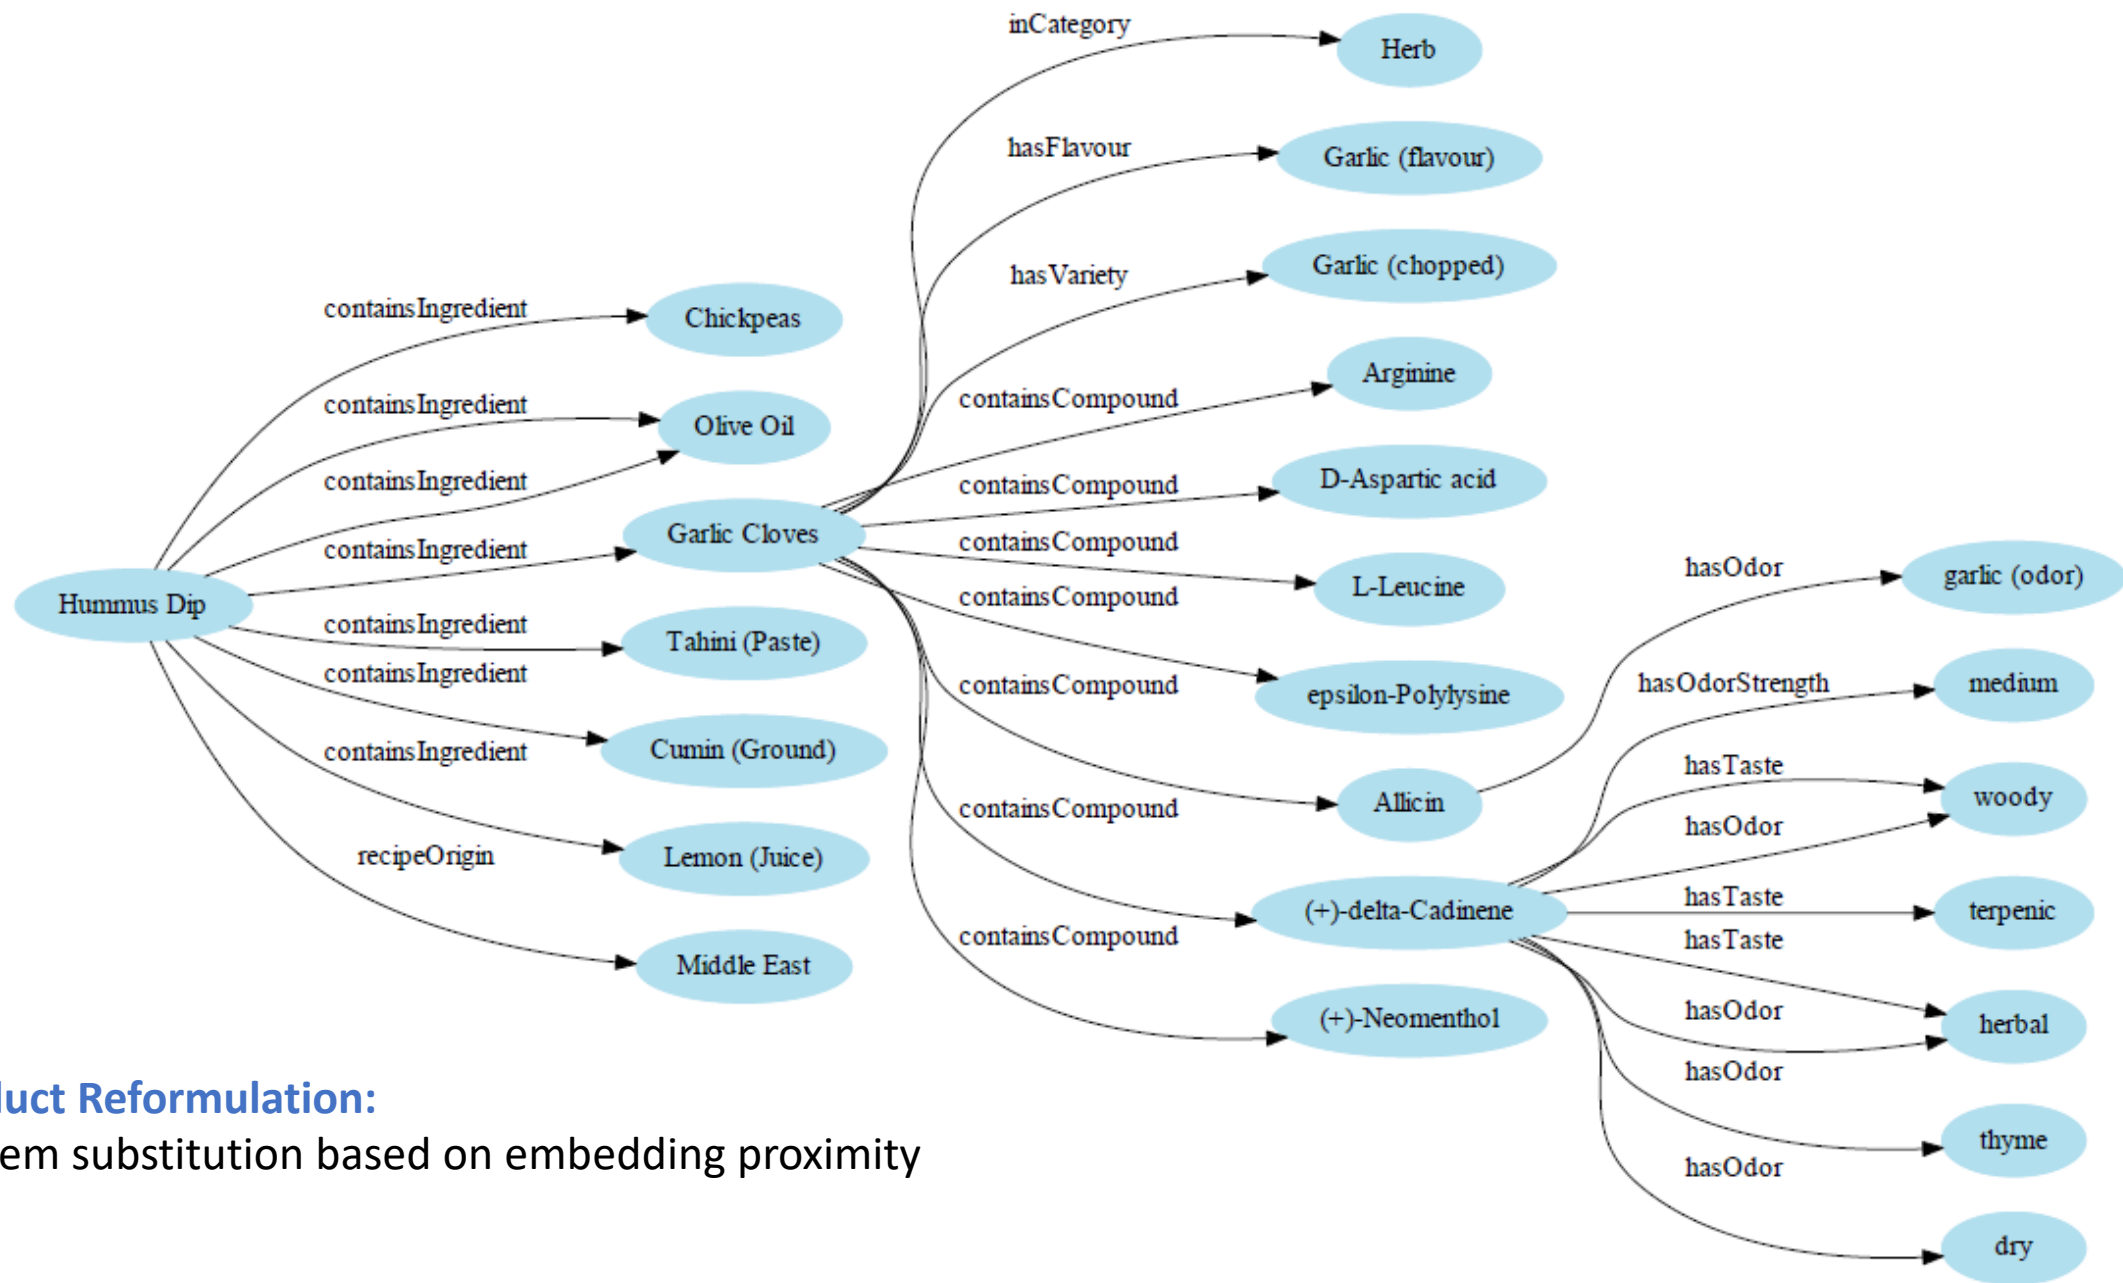 inCategory
Herb
hasFlavour
Garlic (flavour)
hasVariety
Garlic (chopped)
containsIngredient
Chickpeas
Arginine
containsCompound
containsIngredient
Olive Oil
containsIngredient
containsCompound
D-Aspartic acid
Garlic Cloves
containsCompound
containsIngredient
containsCompound
L-Leucine
hasOdor
garlic (odor)
Hummus Dip
containsIngredient
Tahini (Paste)
containsIngredient
containsCompound
epsilon-Polylysine
hasOdorStrength
medium
containsIngredient
Cumin (Ground)
containsCompound
Allicin
hasTaste
woody
hasOdor
recipeOrigin
Lemon (Juice)
(+)-delta-Cadinene
hasTaste
terpenic
containsCompound
hasTaste
Middle East
(+)-Neomenthol
hasOdor
herbal
hasOdor
thyme
hasOdor
dry
duct Reformulation:
em substitution based on embedding proximity